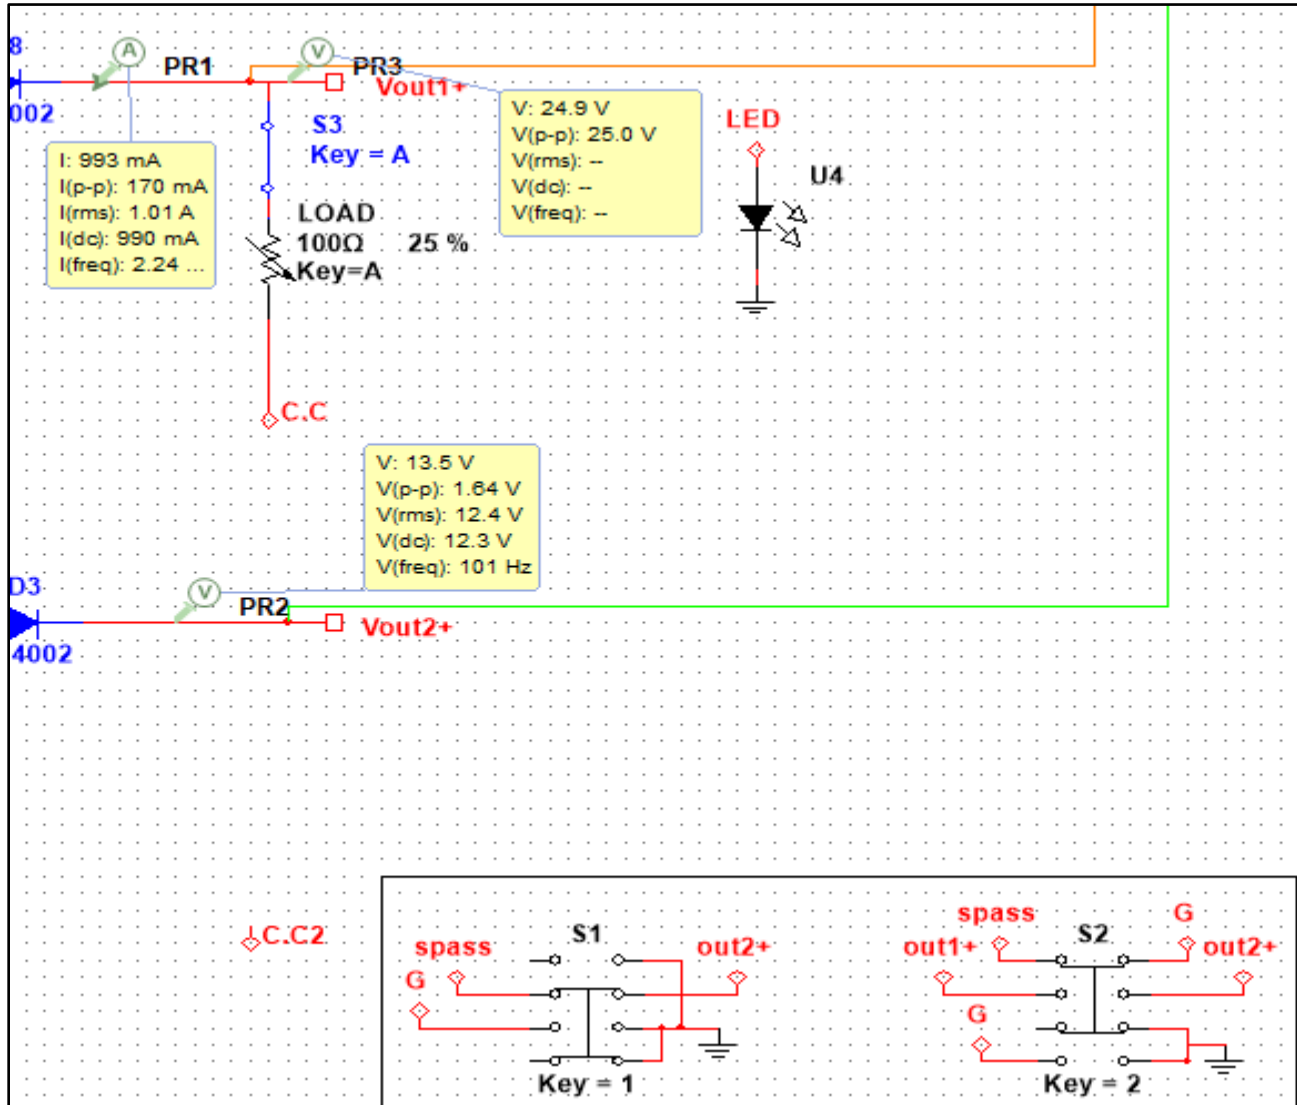 8
A
PR1
V
PR3
Vout1+
002
I: 993 mA
I(p-p): 170 mA
I(rms): 1.01 A
I(dc): 990 mA
I(freq): 2.24 ...
S3
Key = A
LOAD
100Ω 25 %
Key=A
V: 24.9 V
V(p-p): 25.0 V
V(rms): --
V(dc): --
V(freq): --
LED
U4
C.C
V: 13.5 V
V(p-p): 1.64 V
V(rms): 12.4 V
V(dc): 12.3 V
V(freq): 101 Hz
D3
V
PR2
Vout2+
4002
C.C2
spass
S1
out2+
G
Key = 1
spass
G
out1+
S2
out2+
G
Key = 2